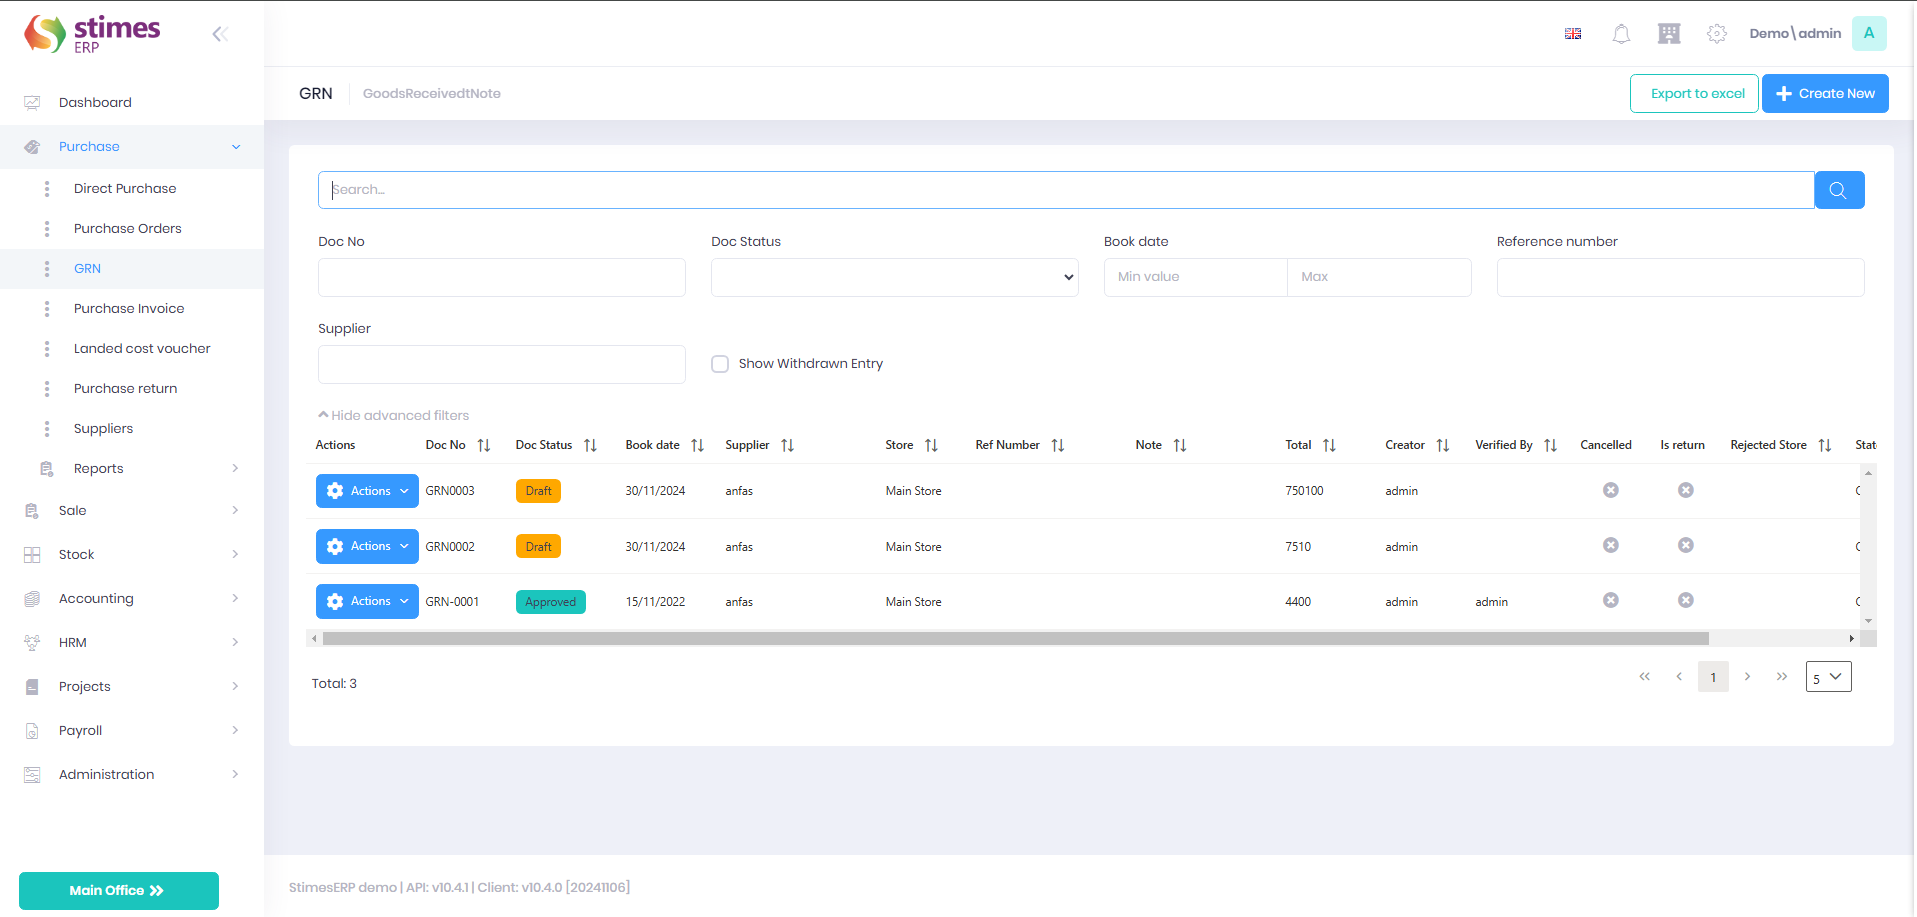 stimes
ERP
Demo\admin
A
Dashboard
Purchase
Direct Purchase
Purchase Orders
GRN
Purchase Invoice
Landed cost voucher
Purchase return
Suppliers
Reports
Sale
Stock
Accounting
HRM
Projects
Payroll
Administration
Main Office
GRN GoodsReceivedtNote
Export to excel
Create New
Search...
Doc No Doc Status Book date Reference number
Min value Max
Supplier
Show Withdrawn Entry
Hide advanced filters
Actions Doc No Doc Status Book date Supplier Store Ref Number Note Total Creator Verified By Cancelled Is return Rejected Store
Actions GRN0003 Draft 30/11/2024 anfas Main Store 750100 admin
Actions GRN0002 Draft 30/11/2024 anfas Main Store 7510 admin
Actions GRN-0001 Approved 15/11/2022 anfas Main Store 4400 admin admin
Total: 3
1
5
StimesERP demo | API: v10.4.1 | Client: v10.4.0 [20241106]